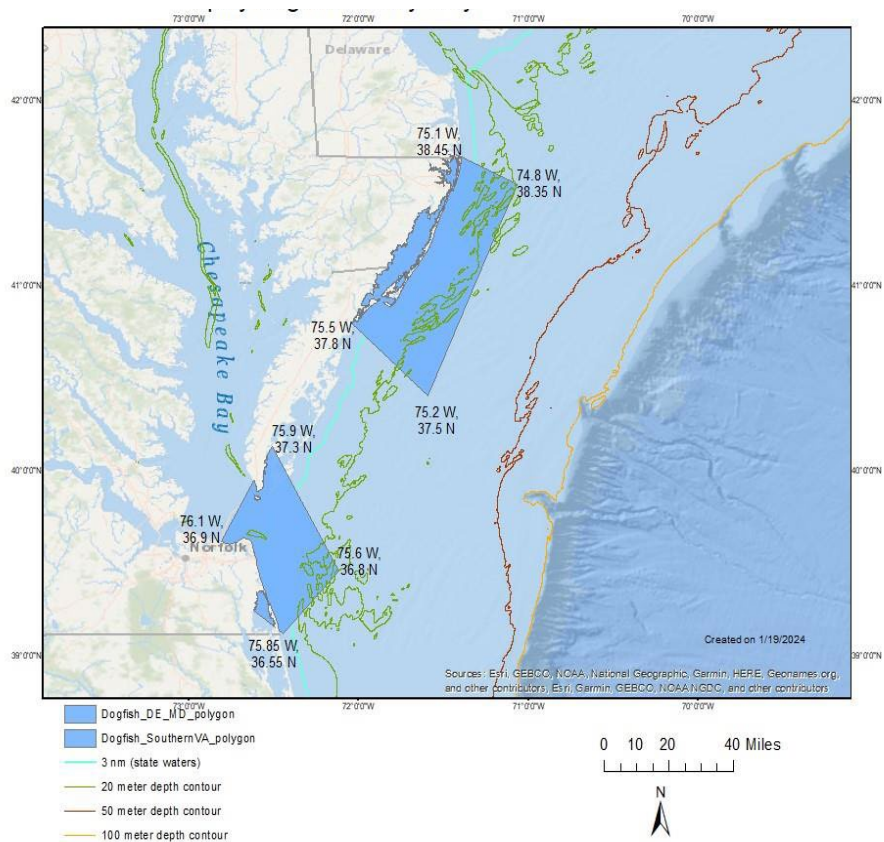 73°0'0"W 72°0'0"W 71°0'0"W 70°0'0"W
Delaware
42°0'0"N 42°0'0"N
75.1 W,
38.45 N
74.8 W,
38.35 N
Chesapeake Bay
41°0'0"N 41°0'0"N
75.5 W,
37.8 N
75.2 W,
37.5 N
75.9 W,
37.3 N
40°0'0"N 40°0'0"N
76.1 W,
36.9 N
Norfolk
75.6 W,
36.8 N
75.85 W,
36.55 N
Created on 1/19/2024
39°0'0"N 39°0'0"N
Sources: Esri, GEBCO, NOAA, National Geographic, Garmin, HERE, Geonames.org,
and other contributors, Esri, Garmin, GEBCO, NOAA NGDC, and other contributors
73°0'0"W 72°0'0"W 71°0'0"W 70°0'0"W
Dogfish_DE_MD_polygon
Dogfish_SouthernVA_polygon
3 nm (state waters)
20 meter depth contour
50 meter depth contour
100 meter depth contour
0 5 10 20 40 Miles
N